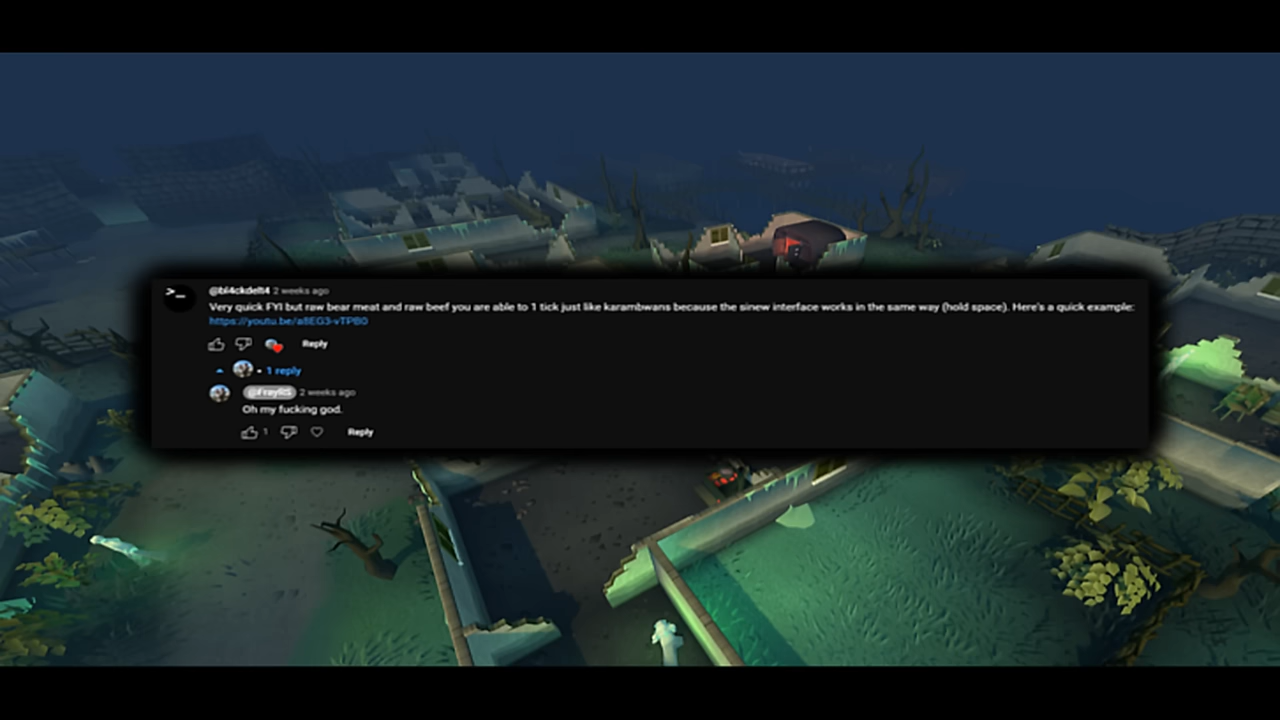 >_
@bl4ckdelt4 2 weeks ago
Very quick FYI but raw bear meat and raw beef you are able to 1 tick just like karambwans because the sinew interface works in the same way (hold space). Here's a quick example:
https://youtu.be/a8EG3-vTPB0
Reply
1 reply
@FrayRS 2 weeks ago
Oh my fucking god.
1 Reply